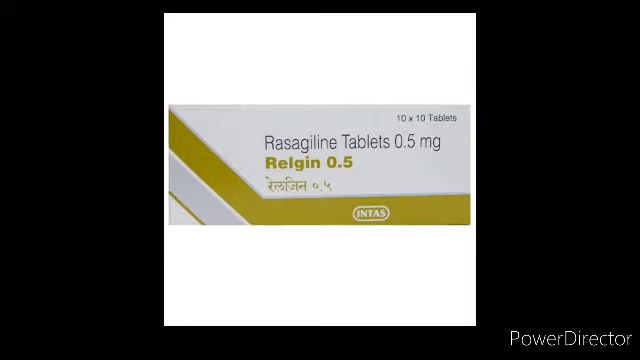 10 x 10 Tablets
Rasagiline Tablets 0.5 mg
Relgin 0.5
रेलजिन ०.५
INTAS
PowerDirector